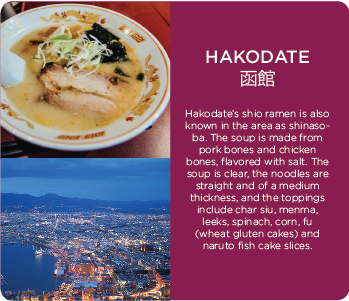 HAKODATE
函館
Hakodate's shio ramen is also
known in the area as shinaso-
ba. The soup is made from
pork bones and chicken
bones, flavored with salt. The
soup is clear, the noodles are
straight and of a medium
thickness, and the toppings
include char siu, menma,
leeks, spinach, corn, fu
(wheat gluten cakes) and
naruto fish cake slices.